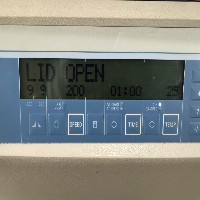 LID OPEN
9 9 200 01:00 25
SPEED TIME TEMP